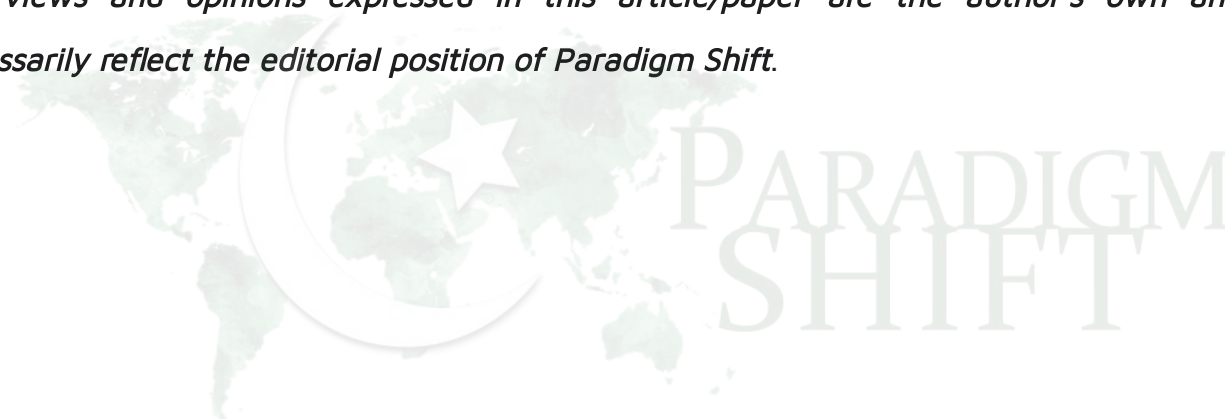 views and opinions expressed in this article/paper are the author's own an
ssarily reflect the editorial position of Paradigm Shift.
PARADIGM
SHIFT